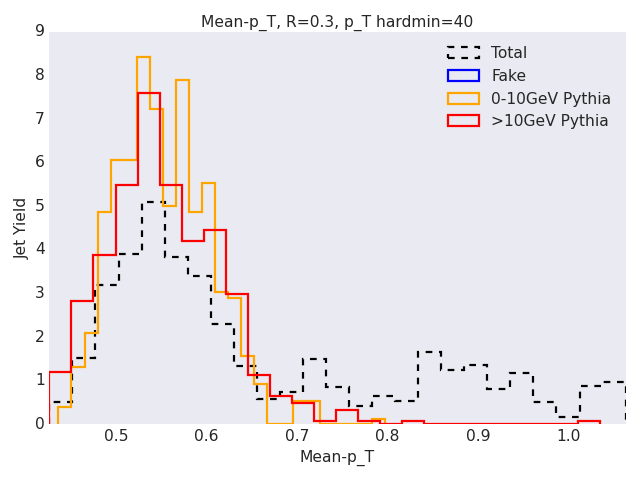 Mean-p_T, R=0.3, p_T hardmin=40
Total
Fake
0-10GeV Pythia
>10GeV Pythia
Jet Yield
9
8
7
6
5
4
3
2
1
0
0.5 0.6 0.7 0.8 0.9 1.0
Mean-p_T